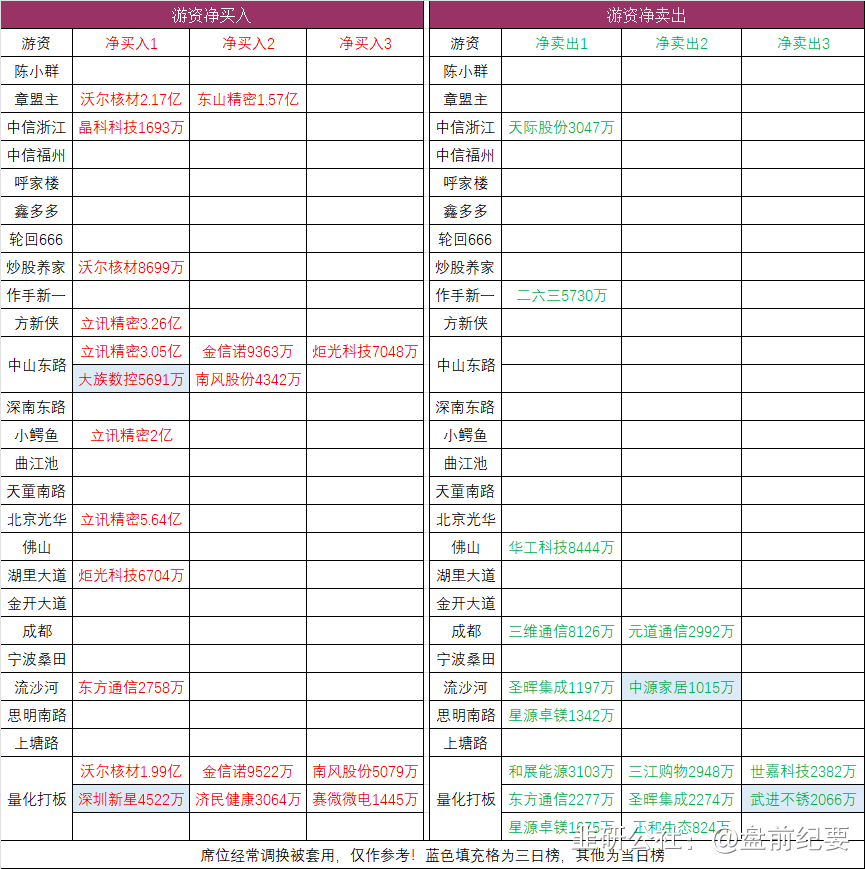 游资净买入 游资净卖出
游资 净买入1 净买入2 净买入3 游资 净卖出1 净卖出2 净卖出3
陈小群 陈小群
章盟主 沃尔核材2.17亿 东山精密1.57亿 章盟主
中信浙江 晶科科技1693万 中信浙江 天际股份3047万
中信福州 中信福州
呼家楼 呼家楼
鑫多多 鑫多多
轮回666 轮回666
炒股养家 沃尔核材8699万 炒股养家
作手新一 作手新一 二六三5730万
方新侠 立讯精密3.26亿 方新侠
中山东路 立讯精密3.05亿 金信诺9363万 炬光科技7048万 中山东路
大族数控5691万 南风股份4342万
深南东路 深南东路
小鳄鱼 立讯精密2亿 小鳄鱼
曲江池 曲江池
天童南路 天童南路
北京光华 立讯精密5.64亿 北京光华
佛山 佛山 华工科技8444万
湖里大道 炬光科技6704万 湖里大道
金开大道 金开大道
成都 成都 三维通信8126万 元道通信2992万
宁波桑田 宁波桑田
流沙河 东方通信2758万 流沙河 圣晖集成1197万 中源家居1015万
思明南路 思明南路 星源卓镁1342万
上塘路 上塘路
沃尔核材1.99亿 金信诺9522万 南风股份5079万 和展能源3103万 三江购物2948万 世嘉科技2382万
量化打板 深圳新星4522万 济民健康3064万 赛微微电1445万 量化打板 东方通信2277万 圣晖集成2274万 武进不锈2066万
星源卓镁1675万 正和生态824万
韭研公社：@盘前纪要
席位经常调换被套用，仅作参考！蓝色填充格为三日榜，其他为当日榜